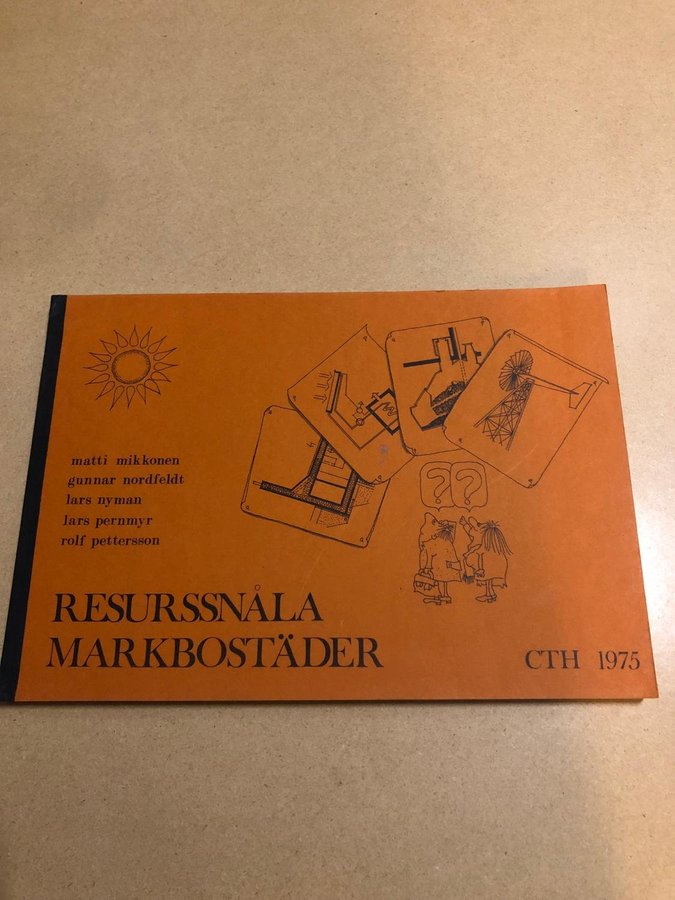 matti mikkonen
gunnar nordfeldt
lars nyman
lars pernmyr
rolf pettersson
??
RESURSSNÅLA
MARKBOSTÄDER
CTH 1975